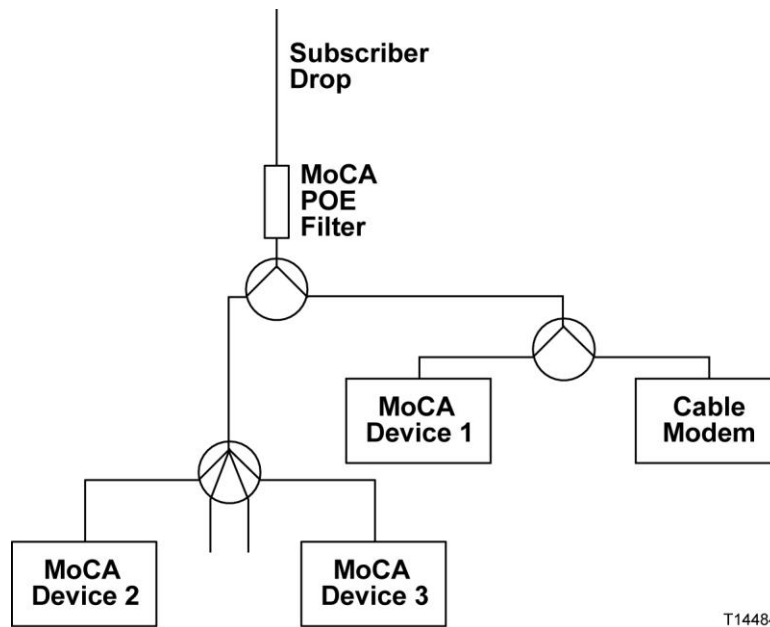 Subscriber
Drop
MoCA
POE
Filter
MoCA
Device 1
Cable
Modem
MoCA
Device 2
MoCA
Device 3